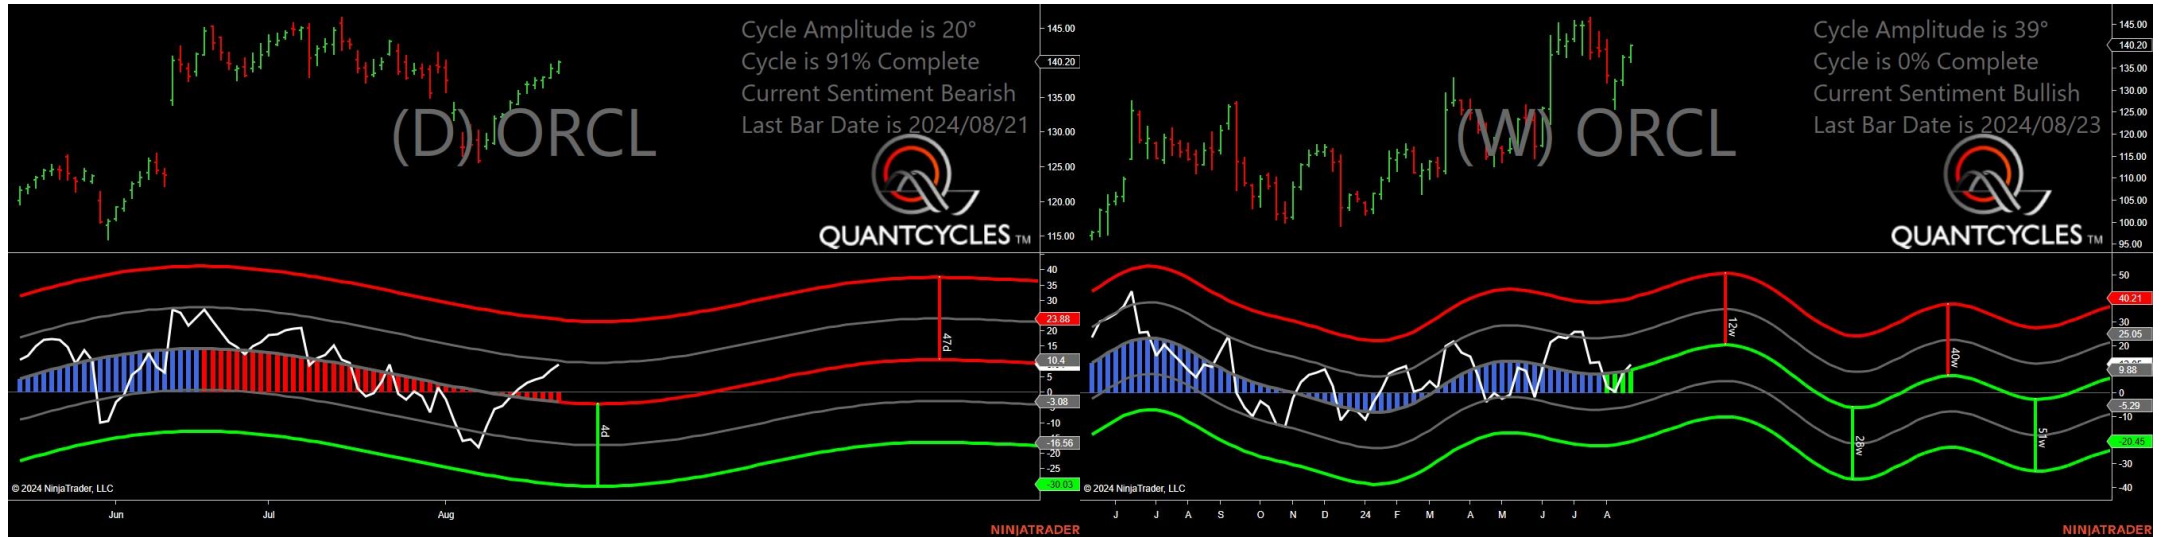 Cycle Amplitude is 20°
Cycle is 91% Complete
Current Sentiment Bearish
Last Bar Date is 2024/08/21
(D) ORCL
QUANTCYCLES TM
145.00
140.20
135.00
130.00
125.00
120.00
115.00
40
35
30
23.88
20
15
10.4
5
-3.08
-10
-16.56
-20
-25
-30.03
47d
4d
© 2024 NinjaTrader, LLC
Jun Jul Aug
NINJATRADER
Cycle Amplitude is 39°
Cycle is 0% Complete
Current Sentiment Bullish
Last Bar Date is 2024/08/23
(W) ORCL
QUANTCYCLES TM
145.00
140.20
135.00
130.00
125.00
120.00
115.00
110.00
105.00
100.00
95.00
50
40.21
30
25.05
20
9.88
0
-5.29
-10
-20.45
-30
-40
12w
28w
40w
51w
© 2024 NinjaTrader, LLC
J J A S O N D 24 F M A M J J A
NINJATRADER